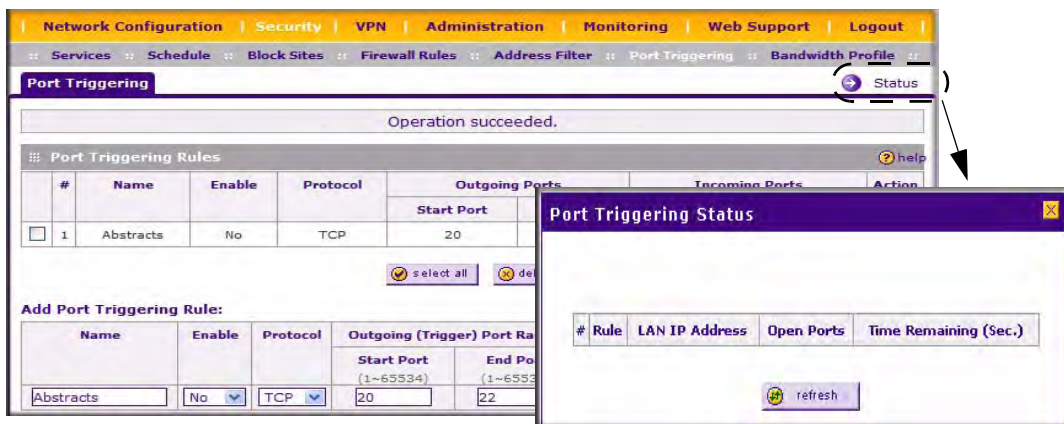 Network Configuration | Security | VPN | Administration | Monitoring | Web Support | Logout
:: Services :: Schedule :: Block Sites :: Firewall Rules :: Address Filter :: Port Triggering :: Bandwidth Profile ::
Port Triggering
Status
Operation succeeded.
Port Triggering Rules
help
# Name Enable Protocol Outgoing Ports Incoming Ports Action
Start Port
1 Abstracts No TCP 20
select all
Add Port Triggering Rule:
Name Enable Protocol Outgoing (Trigger) Port
Start Port End
(1~65534)
Abstracts No TCP 20 22
Port Triggering Status
# Rule LAN IP Address Open Ports Time Remaining (Sec.)
refresh